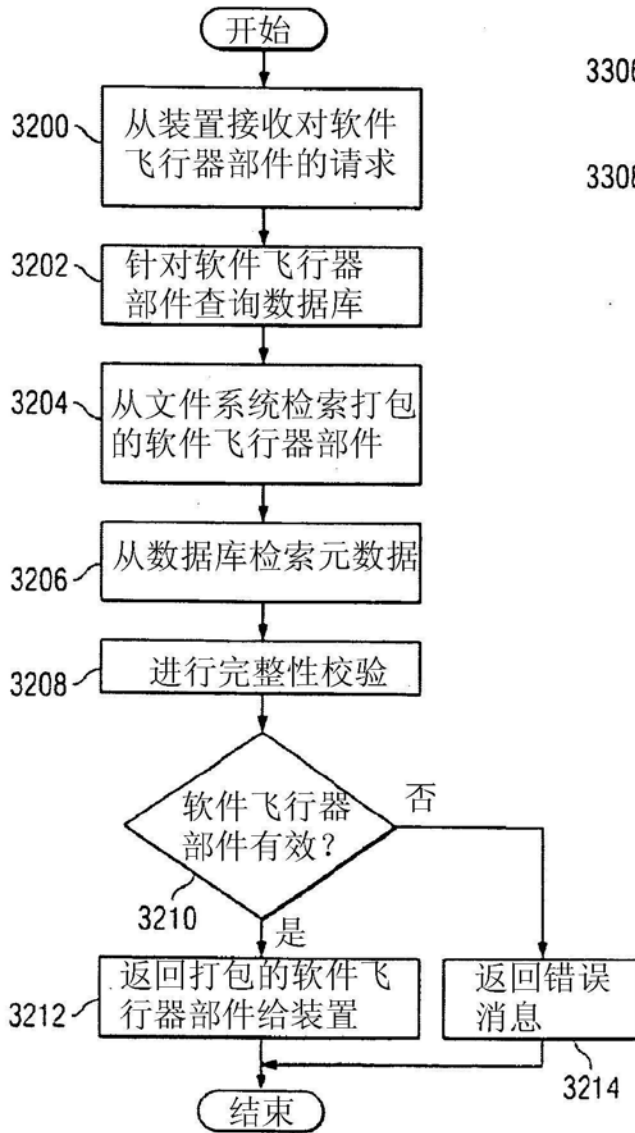 开始
3306
3200
从装置接收对软件
飞行器部件的请求
3308
3202
针对软件飞行器
部件查询数据库
3204
从文件系统检索打包
的软件飞行器部件
3206
从数据库检索元数据
3208
进行完整性校验
否
软件飞行器
部件有效?
3210
是
3212
返回打包的软件飞
行器部件给装置
返回错误
消息
3214
结束